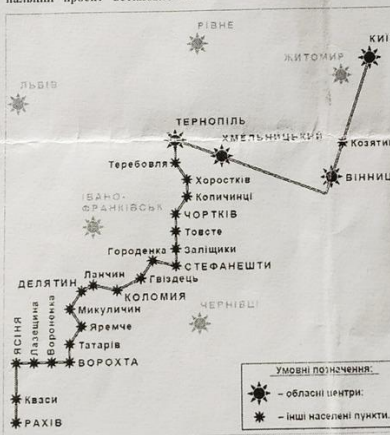 РІВНЕ
КИЇ
ЖИТОМИР
ЛЬВІВ
ТЕРНОПІЛЬ
ХМЕЛЬНИЦЬКИЙ
Козятин
Теребовля
ВІННИЦ
Хоростків
ІВАНО-
ФРАНКІВСЬК
Копичинці
ЧОРТКІВ
Товсте
Городенка
Заліщики
СТЕФАНЕШТИ
Ланчин
Гвіздець
ДЕЛЯТИН
КОЛОМИЯ
Микуличин
ЧЕРНІВЦІ
Яремче
Татарів
ЯСІНЯ
Лазещина
Вороненка
ВОРОХТА
Кваси
РАХІВ
Умовні позначення:
– обласні центри:
– інші населені пункти.